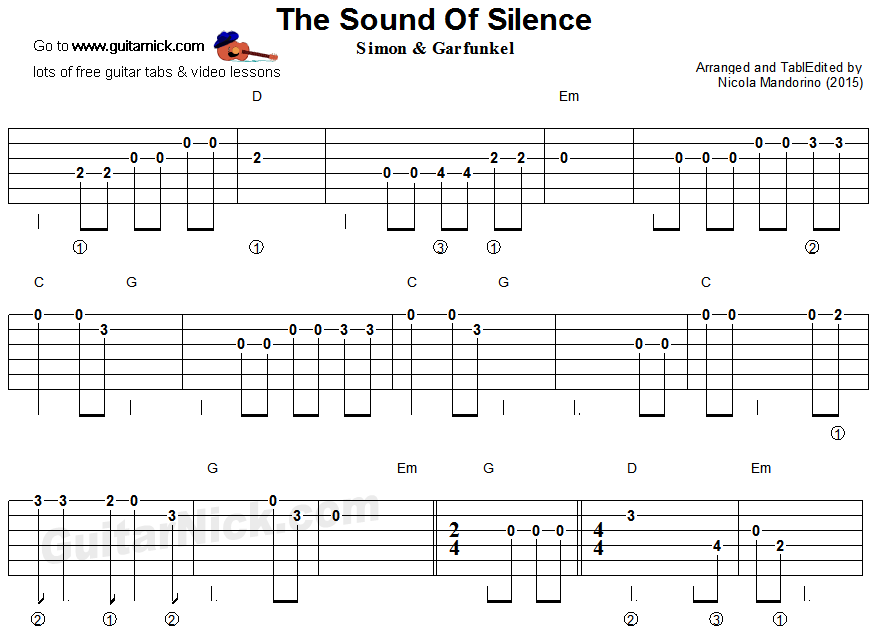 The Sound Of Silence
Simon & Garfunkel
Go to www.guitarnick.com
lots of free guitar tabs & video lessons
Arranged and TablEdited by
Nicola Mandorino (2015)
D Em
0 0 0 0 3 3
0 0 2 2 2 0 0 0 0
2 2 0 0 4 4
1 1 3 1 2
C G C G C
0 0 0 0 0 0 0 2
3 3 3 3
0 0 0 0 0 0
1
G Em G D Em
3 3 2 0 0
3 3 0 3
2 4 0 0 0 4 4 0
4 2
GuitarNick.com
2 1 2 2 3 1